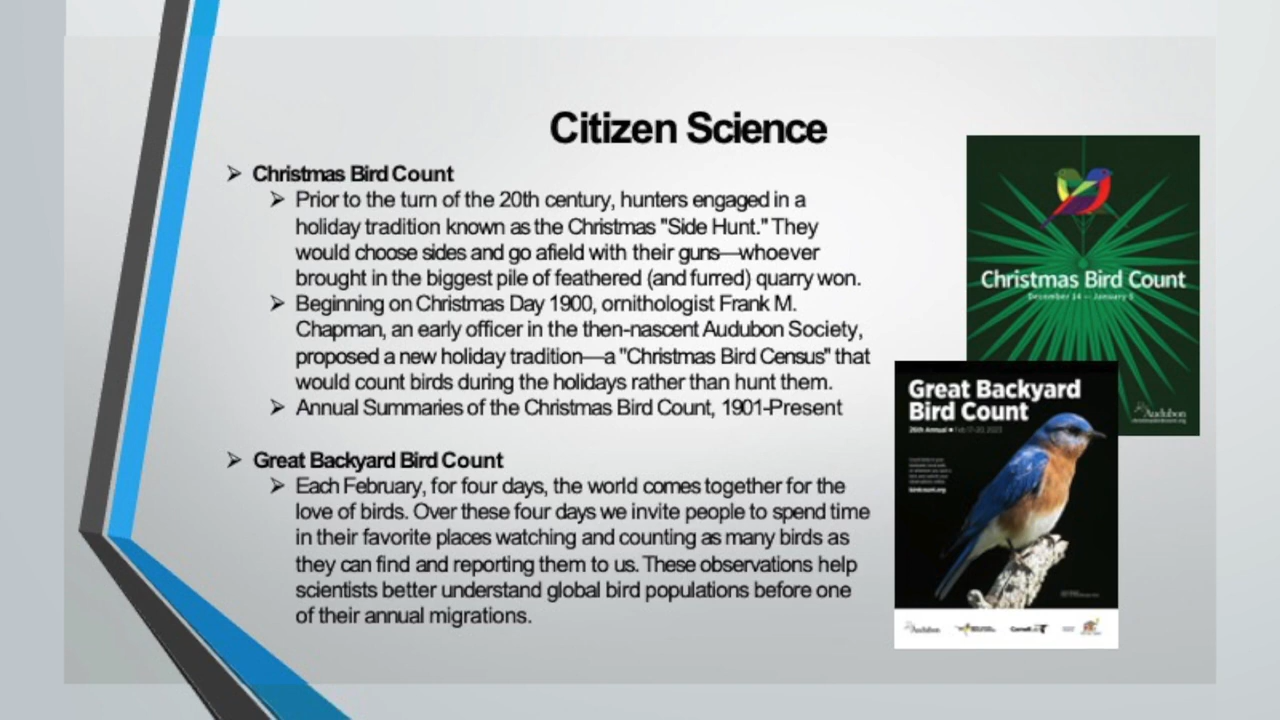 Citizen Science
Christmas Bird Count
Prior to the turn of the 20th century, hunters engaged in a
holiday tradition known as the Christmas "Side Hunt." They
would choose sides and go afield with their guns—whoever
brought in the biggest pile of feathered (and furred) quarry won.
Beginning on Christmas Day 1900, ornithologist Frank M.
Chapman, an early officer in the then-nascent Audubon Society,
proposed a new holiday tradition—a "Christmas Bird Census" that
would count birds during the holidays rather than hunt them.
Annual Summaries of the Christmas Bird Count, 1901-Present
Great Backyard Bird Count
Each February, for four days, the world comes together for the
love of birds. Over these four days we invite people to spend time
in their favorite places watching and counting as many birds as
they can find and reporting them to us. These observations help
scientists better understand global bird populations before one
of their annual migrations.
Christmas Bird Count
December 14 — January 5
Audubon
Great Backyard
Bird Count
26th Annual • Feb 17-20, 2023
birdcount.org
Audubon